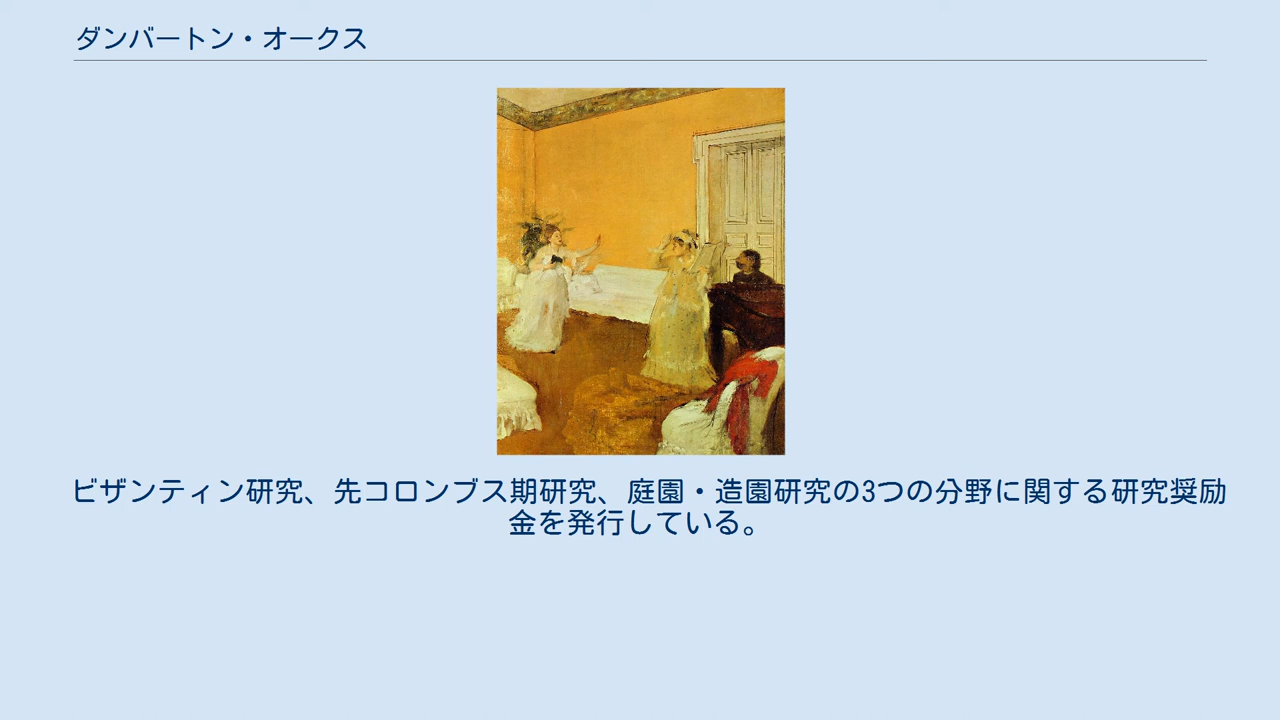 ダンバートン・オークス
ビザンティン研究、先コロンブス期研究、庭園・造園研究の3つの分野に関する研究奨励
金を発行している。